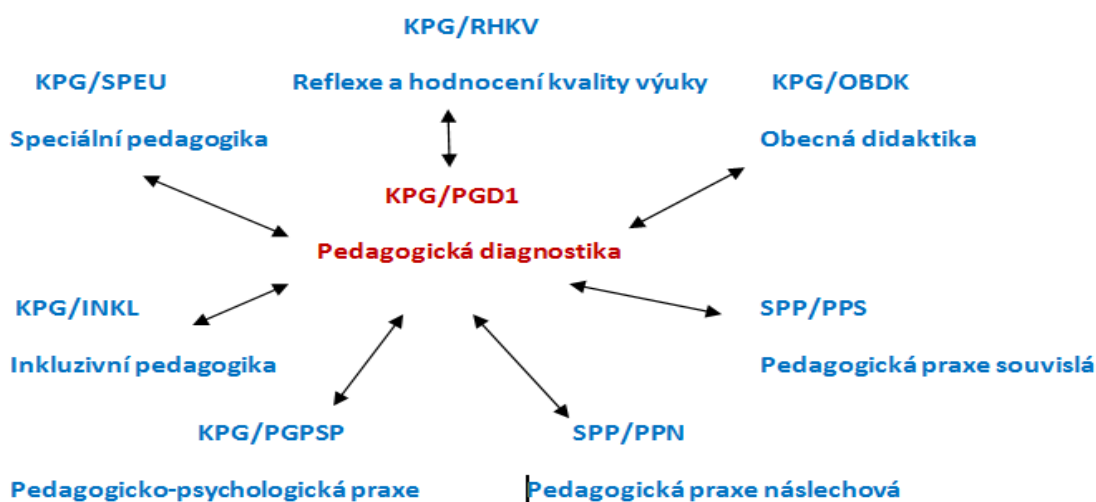 KPG/RHKV
KPG/SPEU
Reflexe a hodnocení kvality výuky
KPG/OBDK
Speciální pedagogika
Obecná didaktika
KPG/PGD1
Pedagogická diagnostika
KPG/INKL
SPP/PPS
Inkluzivní pedagogika
Pedagogická praxe souvislá
KPG/PGPSP
SPP/PPN
Pedagogicko-psychologická praxe
Pedagogická praxe náslechová